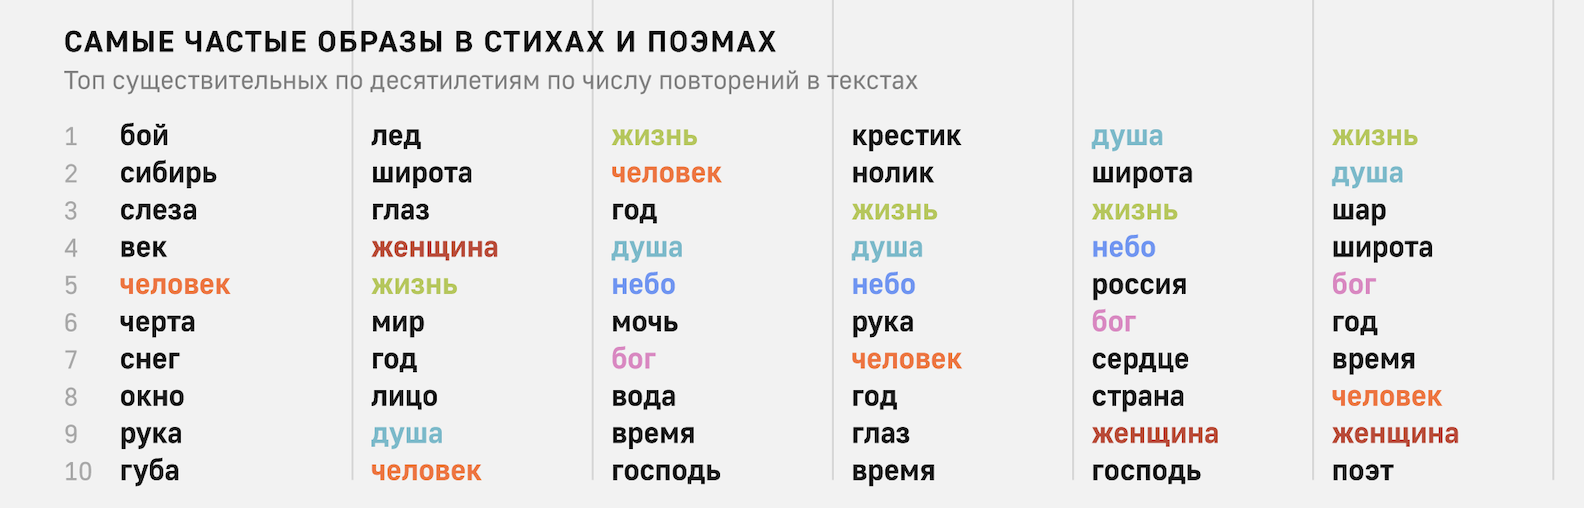 САМЫЕ ЧАСТЫЕ ОБРАЗЫ В СТИХАХ И ПОЭМАХ
Топ существительных по десятилетиям по числу повторений в текстах
1 бой лед жизнь крестик душа жизнь
2 сибирь широта человек нолик широта душа
3 слеза глаз год жизнь жизнь шар
4 век женщина душа душа небо широта
5 человек жизнь небо небо россия бог
6 черта мир мочь рука бог год
7 снег год бог человек сердце время
8 окно лицо вода год страна человек
9 рука душа время глаз женщина женщина
10 губа человек господь время господь поэт